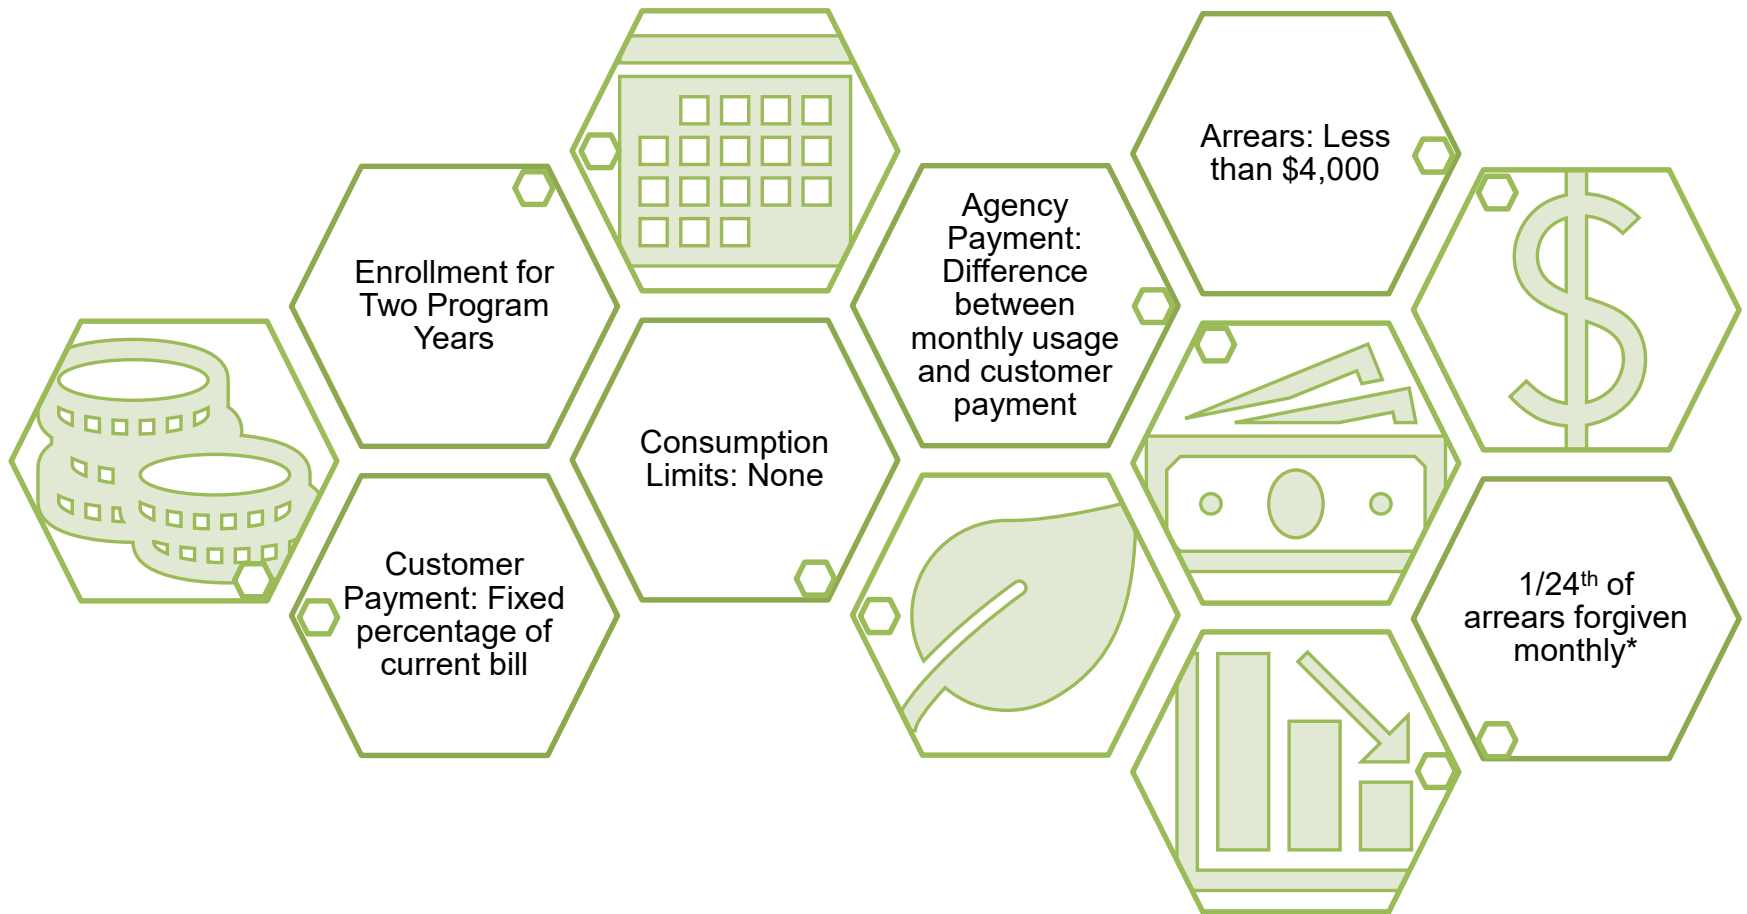 Enrollment for
Two Program
Years
Customer
Payment: Fixed
percentage of
current bill
Consumption
Limits: None
Agency
Payment:
Difference
between
monthly usage
and customer
payment
Arrears: Less
than $4,000
1/24th of
arrears forgiven
monthly*